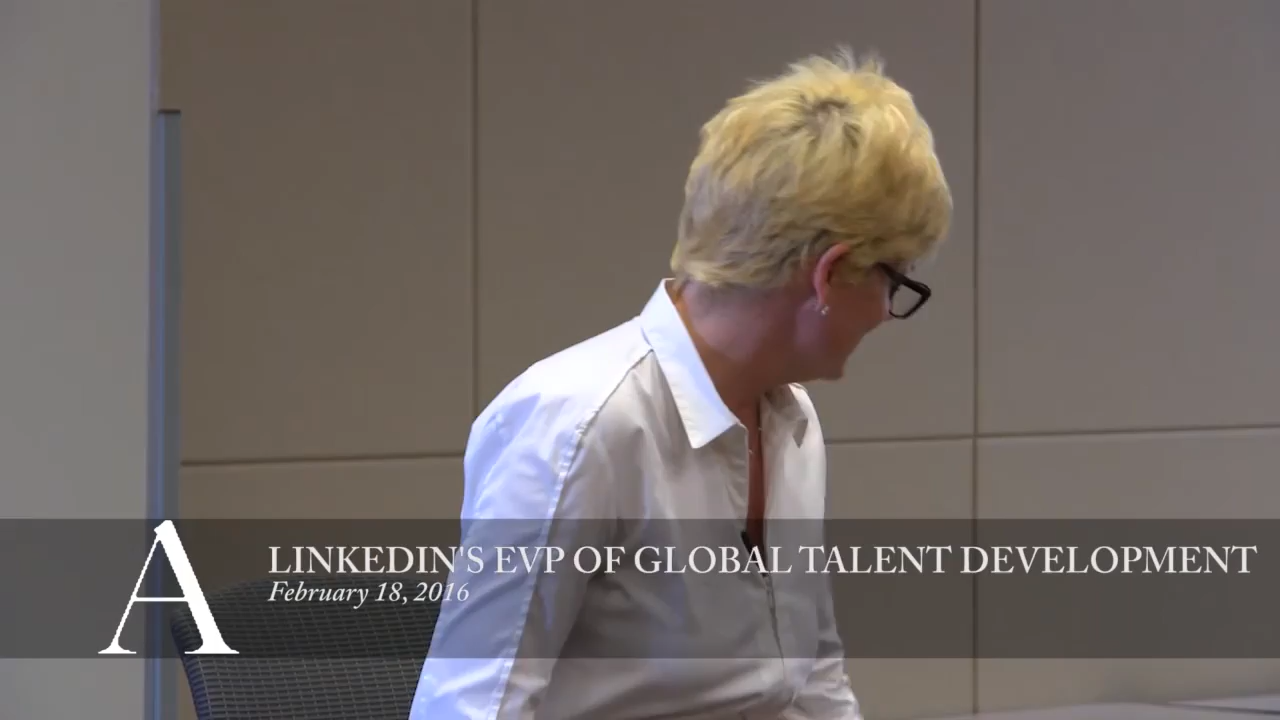 A
LINKEDIN'S EVP OF GLOBAL TALENT DEVELOPMENT
February 18, 2016